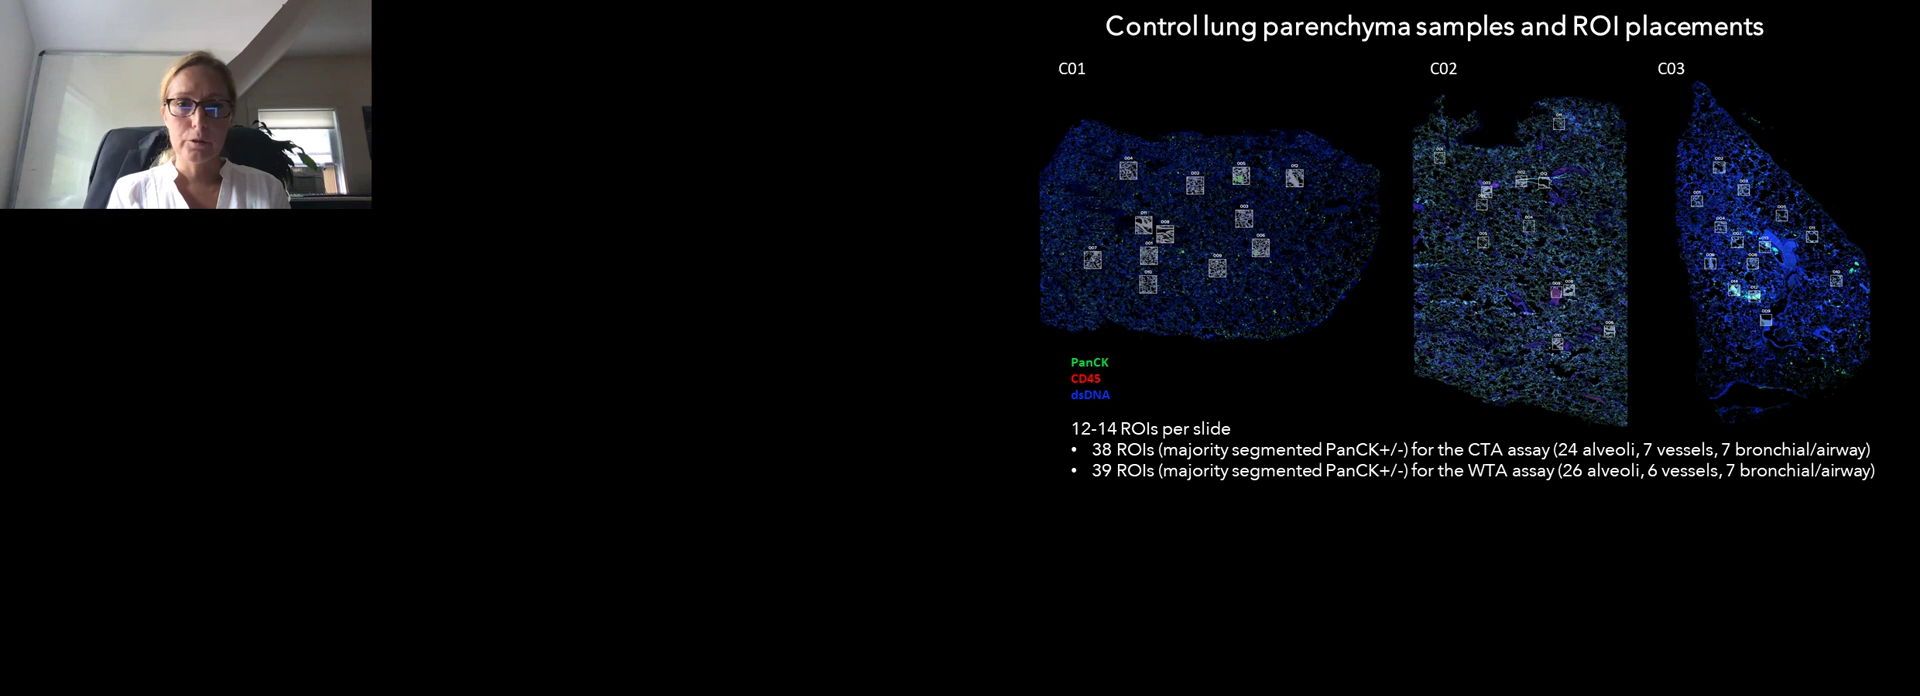 Control lung parenchyma samples and ROI placements
C01
C02
C03
PanCK
CD45
dsDNA
12-14 ROIs per slide
• 38 ROIs (majority segmented PanCK+/-) for the CTA assay (24 alveoli, 7 vessels, 7 bronchial/airway)
• 39 ROIs (majority segmented PanCK+/-) for the WTA assay (26 alveoli, 6 vessels, 7 bronchial/airway)